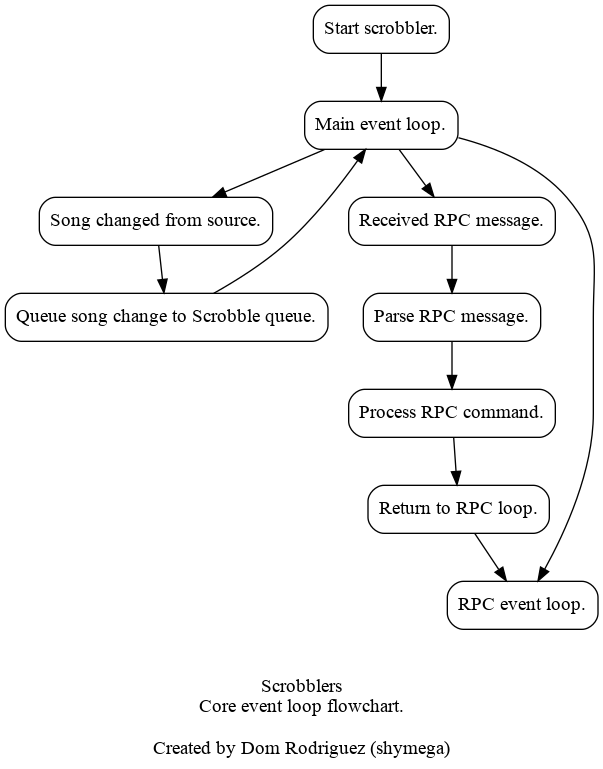 Start scrobbler.
Main event loop.
Song changed from source.
Received RPC message.
Queue song change to Scrobble queue.
Parse RPC message.
Process RPC command.
Return to RPC loop.
RPC event loop.
Scrobblers
Core event loop flowchart.
Created by Dom Rodriguez (shymega)